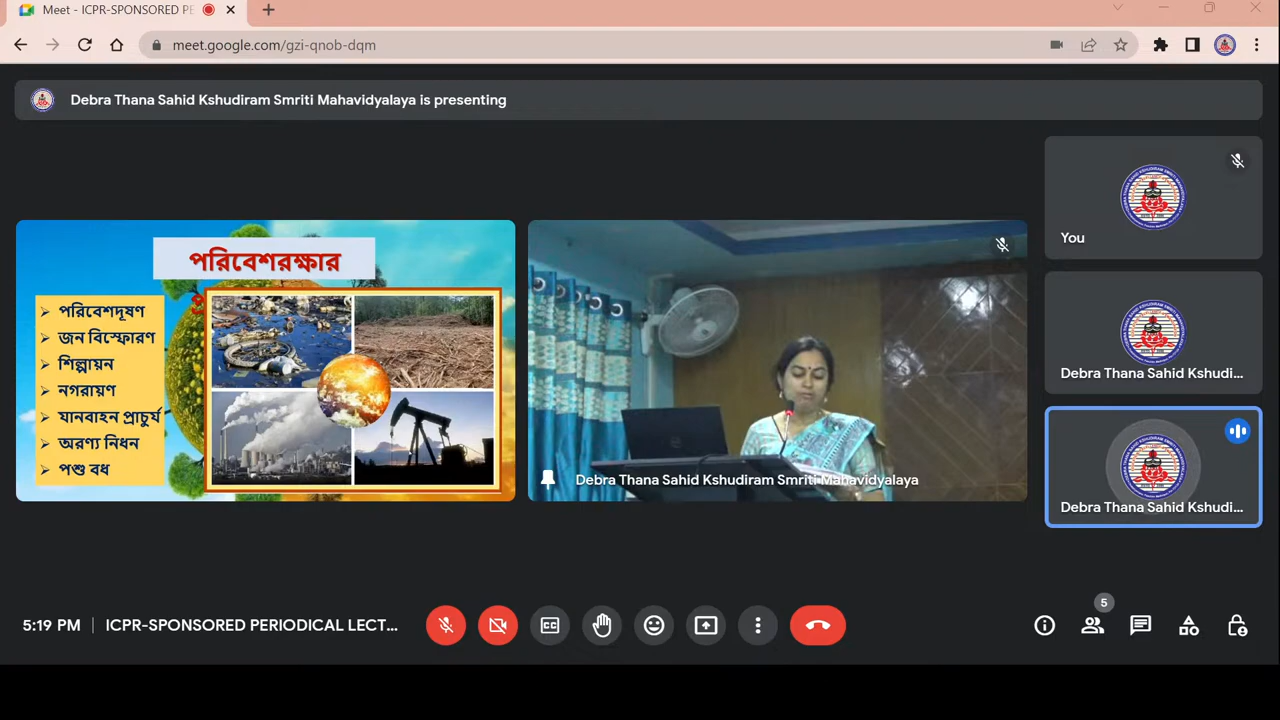 Meet - ICPR-SPONSORED PE
meet.google.com/gzi-qnob-dqm
Debra Thana Sahid Kshudiram Smriti Mahavidyalaya is presenting
পরিবেশরক্ষার
পরিবেশদূষণ
জন বিস্ফোরণ
শিল্পায়ন
নগরায়ণ
যানবাহন প্রাচুর্য
অরণ্য নিধন
পশু বধ
Debra Thana Sahid Kshudiram Smriti Mahavidyalaya
You
Debra Thana Sahid Kshudi...
Debra Thana Sahid Kshudi...
5:19 PM | ICPR-SPONSORED PERIODICAL LECT...
CC
5